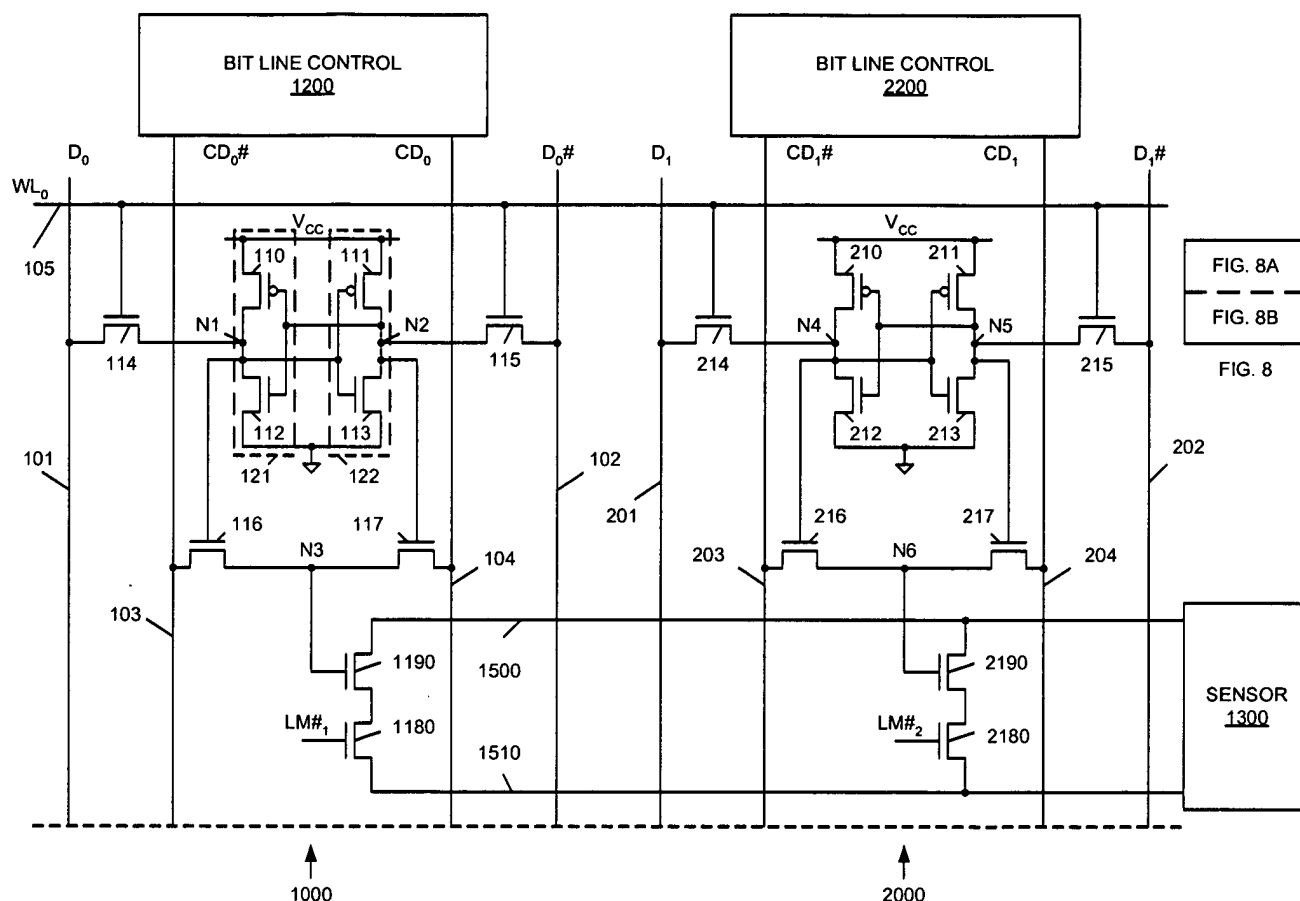 BIT LINE CONTROL
1200
BIT LINE CONTROL
2200
D₀
CD₀#
CD₀
D₀#
D₁
CD₁#
CD₁
D₁#
WL₀
105
V_CC
V_CC
110
111
210
211
FIG. 8A
FIG. 8B
FIG. 8
N1
N2
N4
N5
114
115
214
215
112
113
212
213
121
122
101
102
201
202
116
117
216
217
N3
N6
103
104
203
204
1190
1500
2190
LM#₁
1180
LM#₂
2180
1510
SENSOR
1300
1000
2000